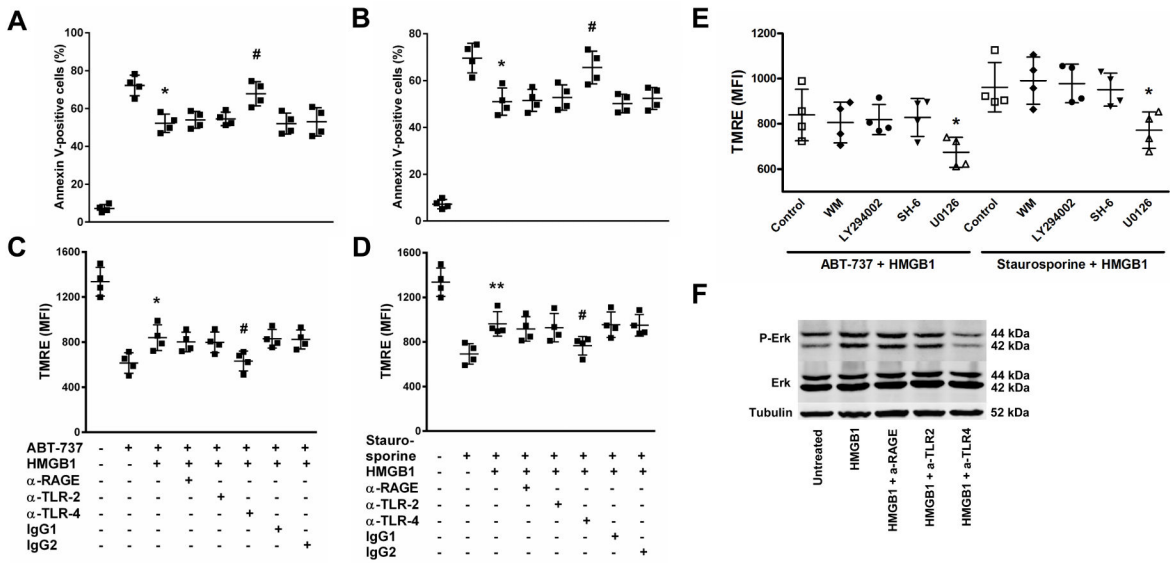 A
Annexin V-positive cells (%)
100
80
60
40
20
0
*
#
B
Annexin V-positive cells (%)
100
80
60
40
20
0
*
#
C
TMRE (MFI)
1600
1200
800
400
0
*
#
ABT-737 - + + + + + + +
HMGB1 - - + + + + + +
α-RAGE - - - + - - - -
α-TLR-2 - - - - + - - -
α-TLR-4 - - - - - + - -
IgG1 - - - - - - + -
IgG2 - - - - - - - +
D
TMRE (MFI)
1600
1200
800
400
0
**
#
Stauro-
sporine - + + + + + + +
HMGB1 - - + + + + + +
α-RAGE - - - + - - - -
α-TLR-2 - - - - + - - -
α-TLR-4 - - - - - + - -
IgG1 - - - - - - + -
IgG2 - - - - - - - +
E
TMRE (MFI)
1200
1000
800
600
*
*
Control
WM
LY294002
SH-6
U0126
Control
WM
LY294002
SH-6
U0126
ABT-737 + HMGB1
Staurosporine + HMGB1
F
P-Erk
44 kDa
42 kDa
Erk
44 kDa
42 kDa
Tubulin
52 kDa
Untreated
HMGB1
HMGB1 + a-RAGE
HMGB1 + a-TLR2
HMGB1 + a-TLR4